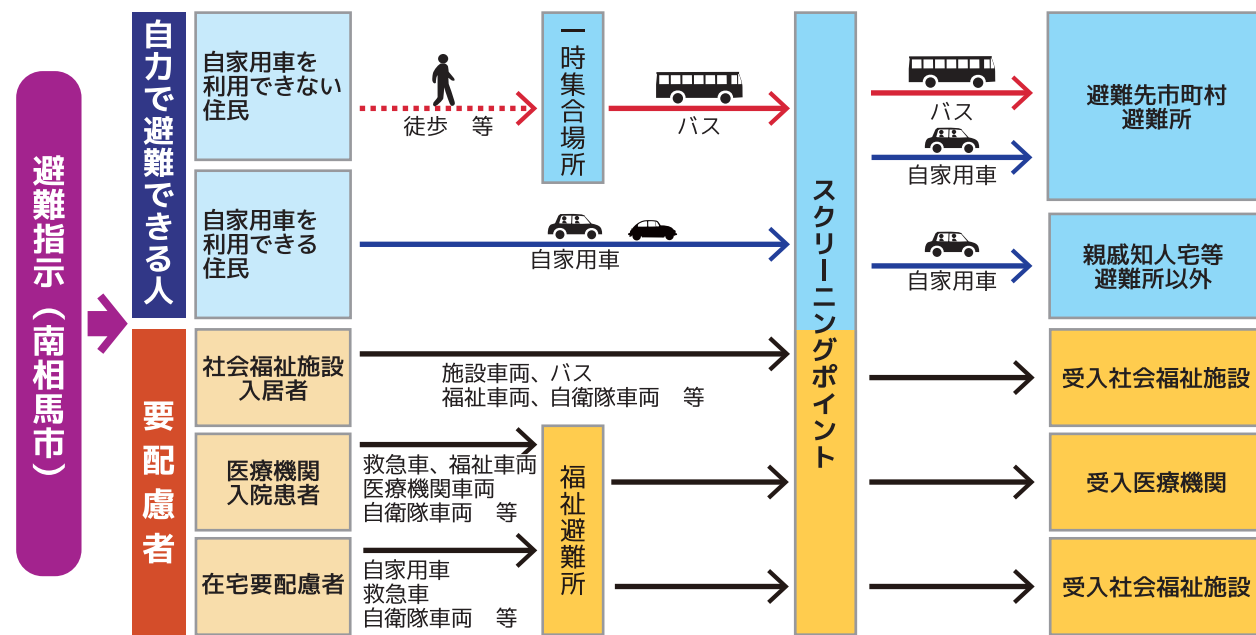 避難指示（南相馬市）
自力で避難できる人
自家用車を
利用できない
住民
徒歩　等
一時集合場所
バス
バス
自家用車
避難先市町村
避難所
自家用車を
利用できる
住民
自家用車
スクリーニングポイント
自家用車
親戚知人宅等
避難所以外
要配慮者
社会福祉施設
入居者
施設車両、バス
福祉車両、自衛隊車両　等
受入社会福祉施設
医療機関
入院患者
救急車、福祉車両
医療機関車両
自衛隊車両　等
福祉避難所
受入医療機関
在宅要配慮者
自家用車
救急車
自衛隊車両　等
受入社会福祉施設